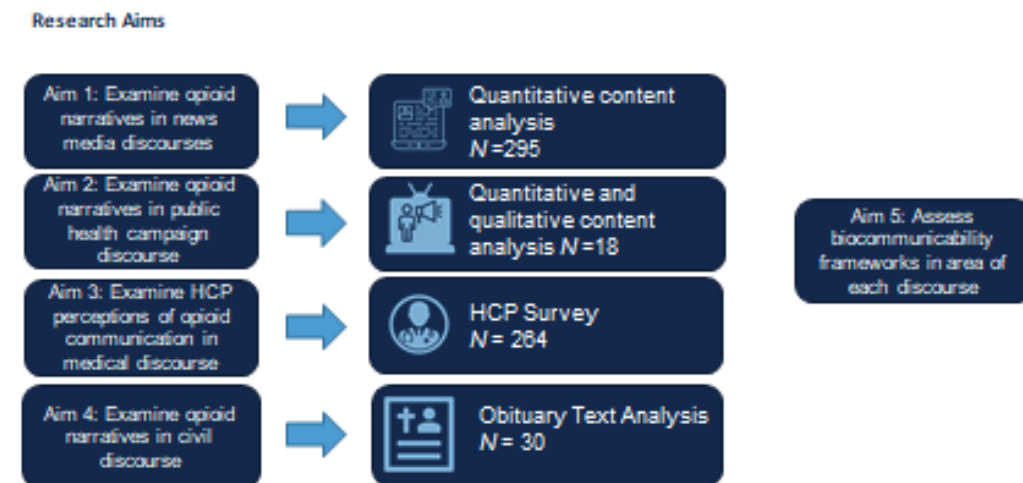 Research Aims
Aim 1: Examine opioid
narratives in news
media discourses
Quantitative content
analysis
N =295
Aim 2: Examine opioid
narratives in public
health campaign
discourse
Quantitative and
qualitative content
analysis N =18
Aim 3: Examine HCP
perceptions of opioid
communication in
medical discourse
HCP Survey
N = 264
Aim 4: Examine opioid
narratives in civil
discourse
Obituary Text Analysis
N = 30
Aim 5: Assess
biocommunicability
frameworks in area of
each discourse